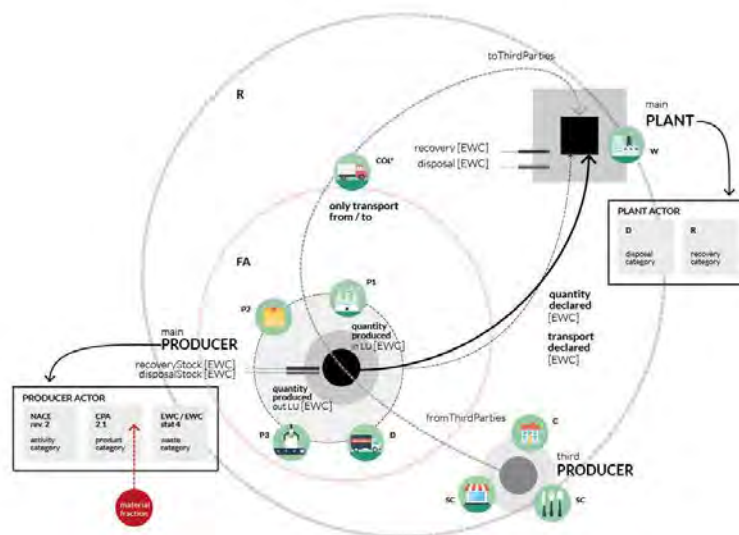 toThirdParties
R
main
PLANT
W
recovery [EWC]
disposal [EWC]
COL'
only transport
from / to
PLANT ACTOR
D
R
disposal
category
recovery
category
FA
P1
P2
quantity
declared
[EWC]
transport
declared
[EWC]
main
PRODUCER
quantity
produced
in LU [EWC]
recoveryStock [EWC]
disposalStock [EWC]
quantity
produced
out LU [EWC]
PRODUCER ACTOR
NACE
rev. 2
CPA
2.1
EWC / EWC
stat 4
activity
category
product
category
waste
category
fromThirdParties
C
P3
D
third
PRODUCER
SC
SC
material
fraction